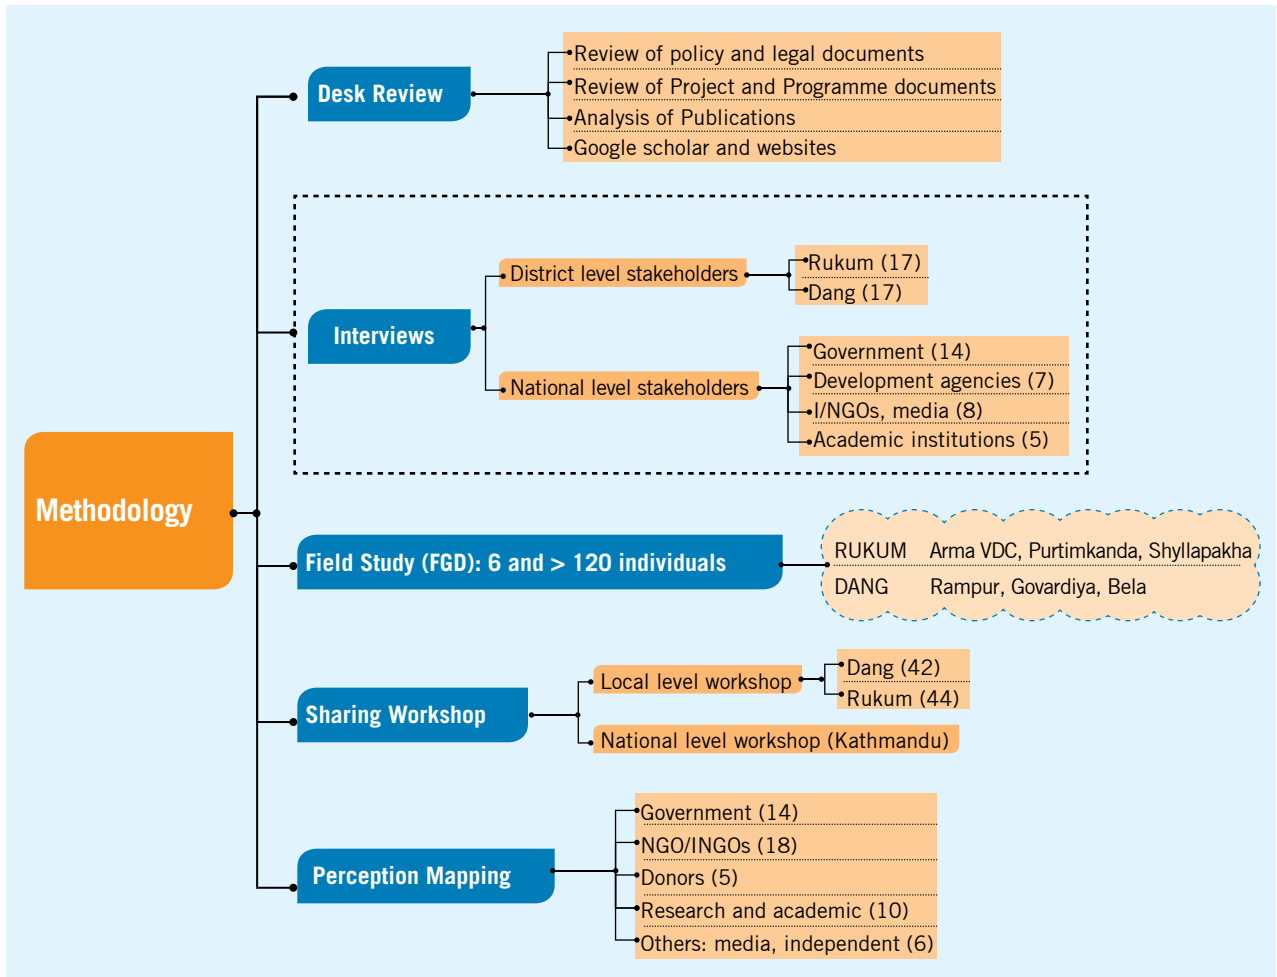 Methodology
Desk Review
Review of policy and legal documents
Review of Project and Programme documents
Analysis of Publications
Google scholar and websites
Interviews
District level stakeholders
Rukum (17)
Dang (17)
National level stakeholders
Government (14)
Development agencies (7)
I/NGOs, media (8)
Academic institutions (5)
Field Study (FGD): 6 and > 120 individuals
RUKUM Arma VDC, Purtimkanda, Shyllapakha
DANG Rampur, Govardiya, Bela
Sharing Workshop
Local level workshop
Dang (42)
Rukum (44)
National level workshop (Kathmandu)
Perception Mapping
Government (14)
NGO/INGOs (18)
Donors (5)
Research and academic (10)
Others: media, independent (6)